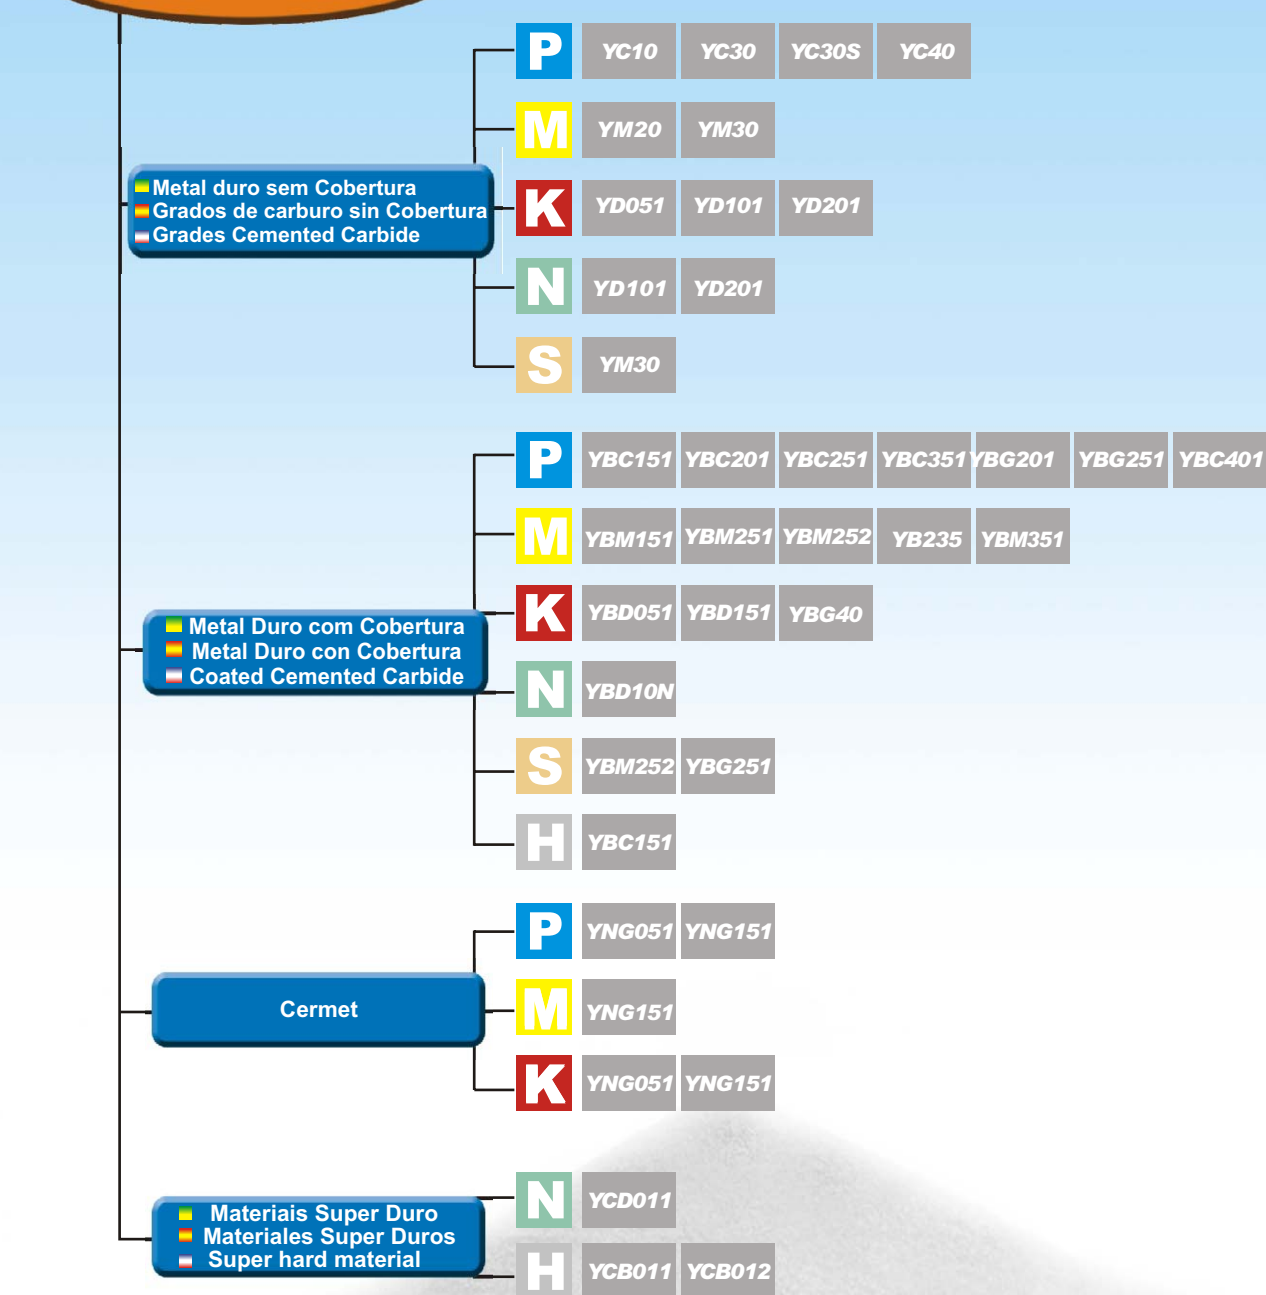 P YC10 YC30 YC30S YC40
M YM20 YM30
Metal duro sem Cobertura
Grados de carburo sin Cobertura
Grades Cemented Carbide
K YD051 YD101 YD201
N YD101 YD201
S YM30
P YBC151 YBC201 YBC251 YBC351 YBG201 YBG251 YBC401
M YBM151 YBM251 YBM252 YB235 YBM351
K YBD051 YBD151 YBG40
Metal Duro com Cobertura
Metal Duro con Cobertura
Coated Cemented Carbide
N YBD10N
S YBM252 YBG251
H YBC151
P YNG051 YNG151
Cermet
M YNG151
K YNG051 YNG151
N YCD011
Materiais Super Duro
Materiales Super Duros
Super hard material
H YCB011 YCB012